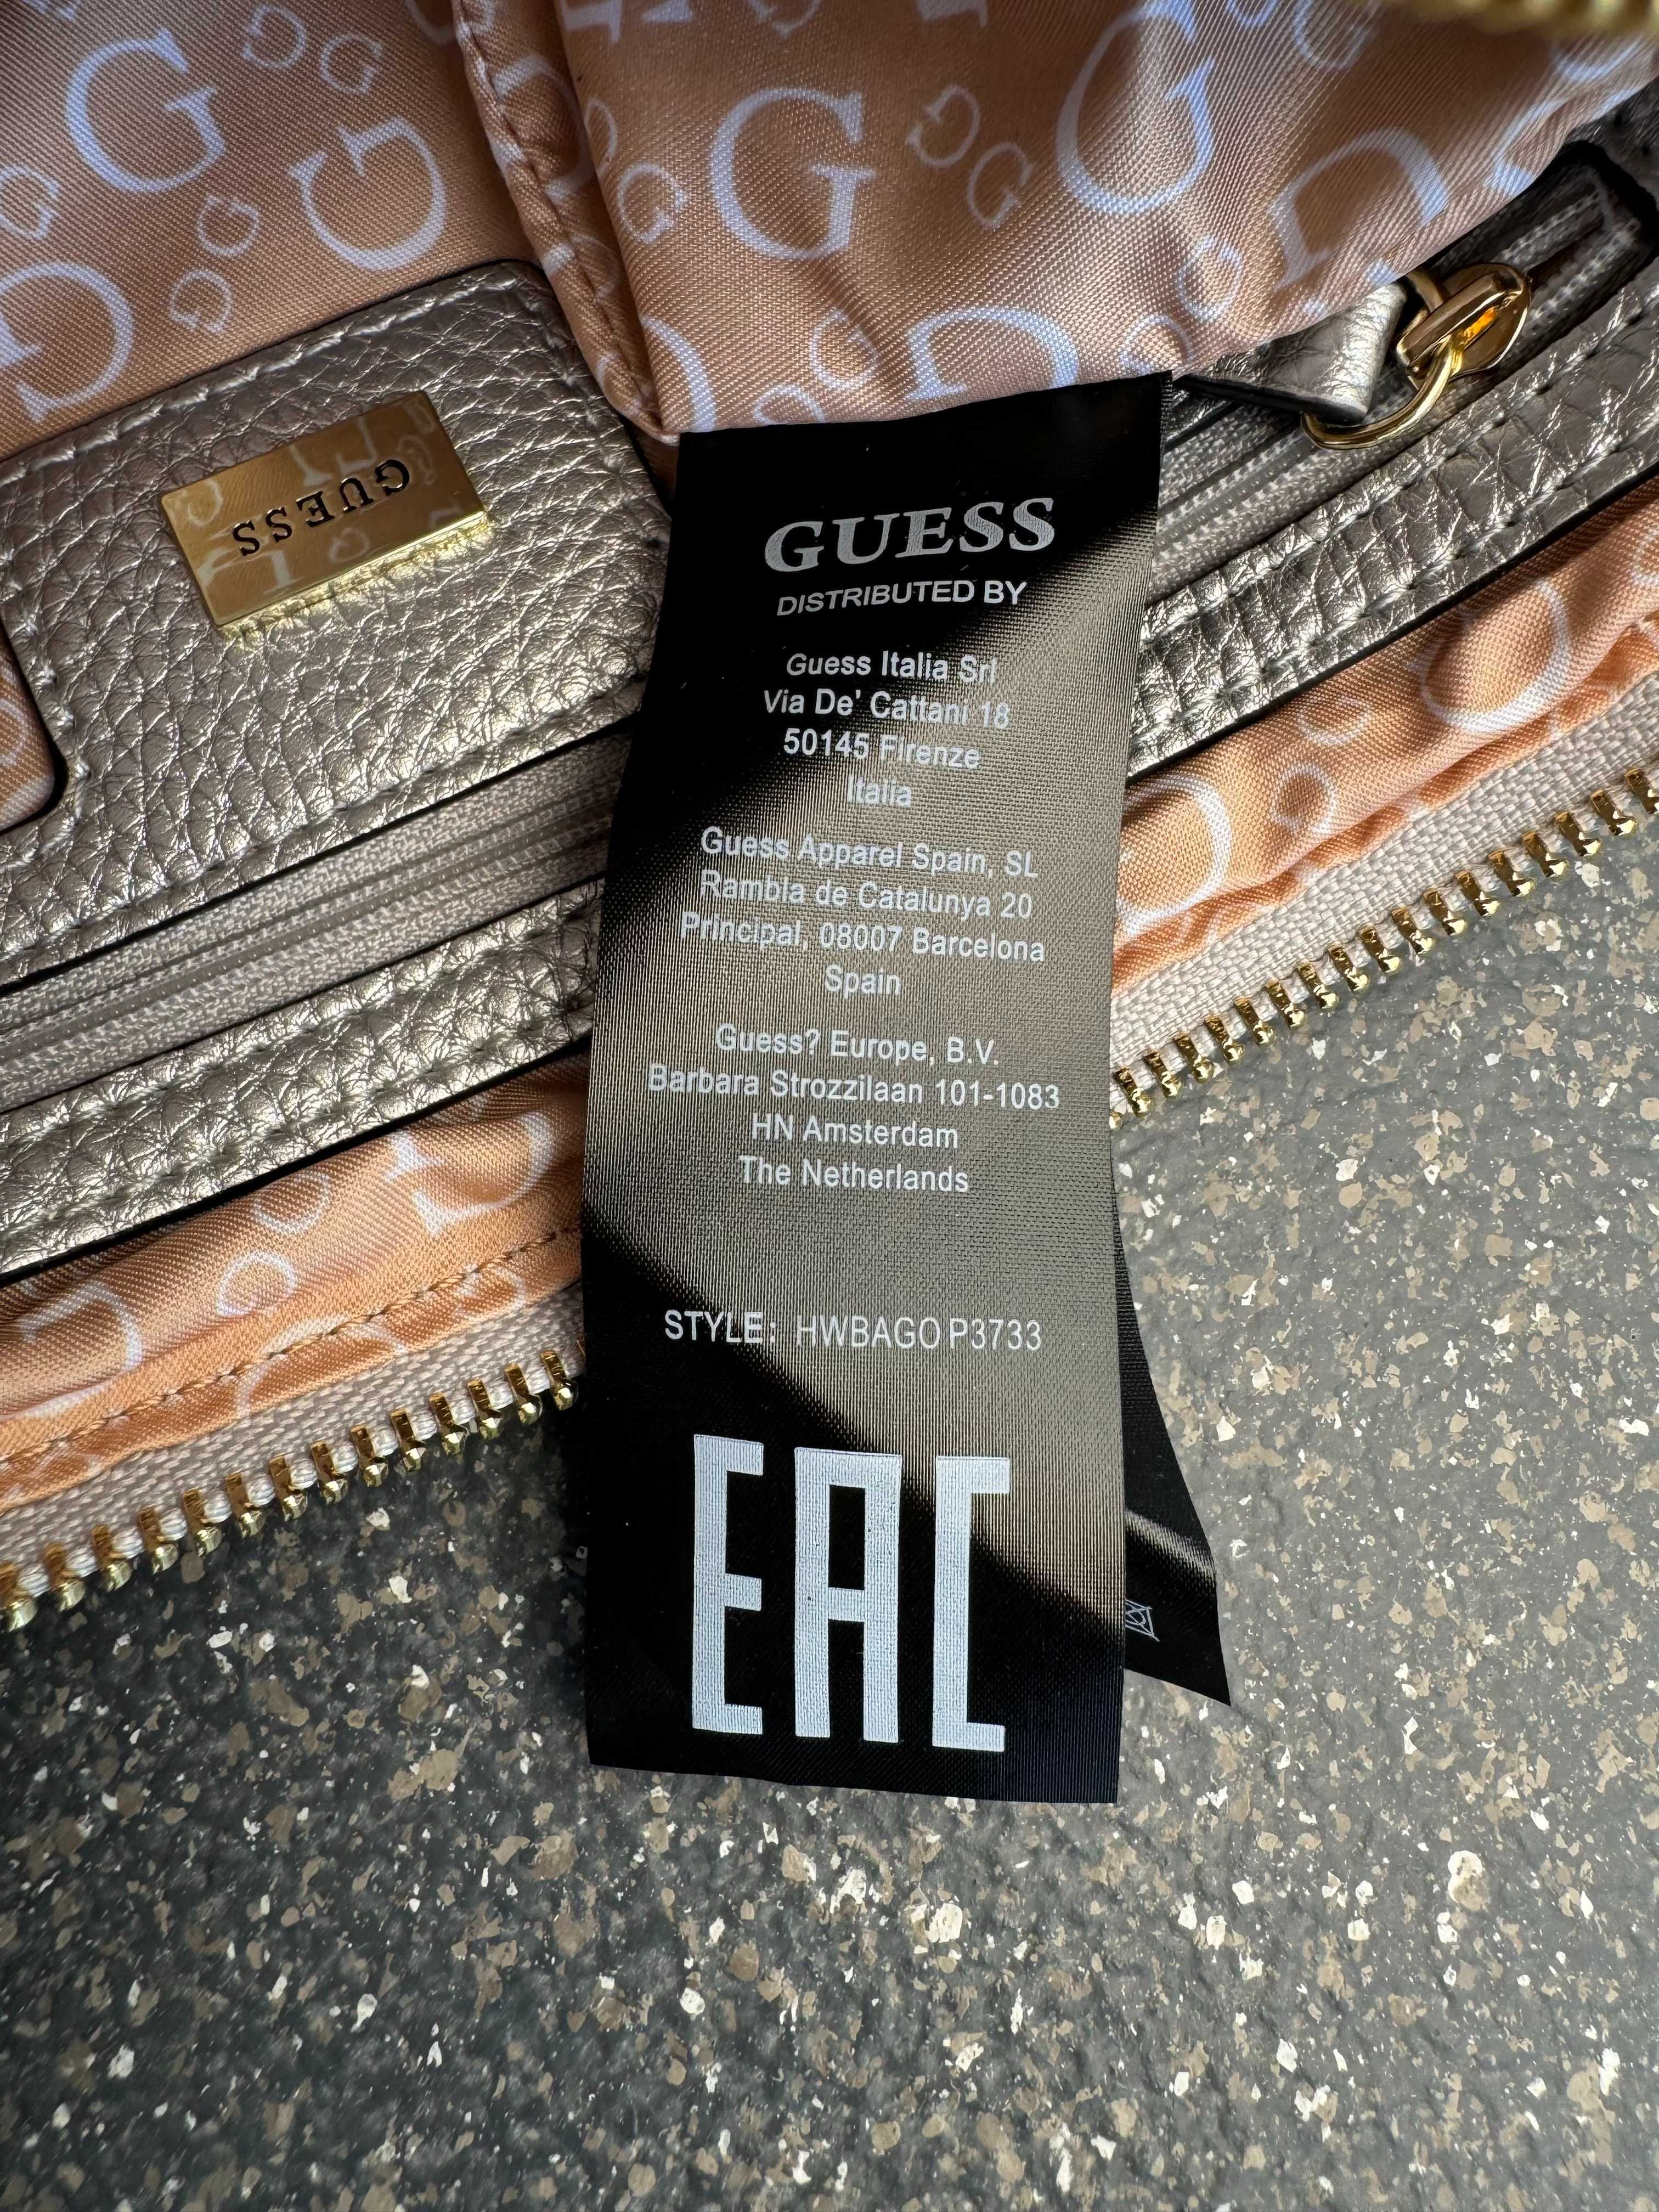 GUESS
GUESS
DISTRIBUTED BY
Guess Italia Srl
Via De' Cattani 18
50145 Firenze
Italia
Guess Apparel Spain, SL
Rambla de Catalunya 20
Principal, 08007 Barcelona
Spain
Guess? Europe, B.V.
Barbara Strozzilaan 101-1083
HN Amsterdam
The Netherlands
STYLE: HWBAGO P3733
EAC